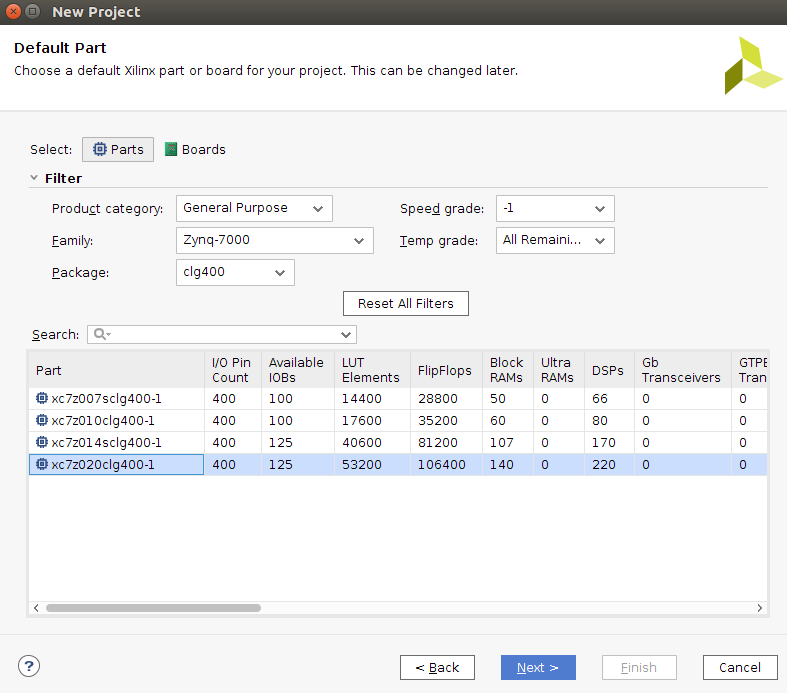 New Project
Default Part
Choose a default Xilinx part or board for your project. This can be changed later.
Select: Parts Boards
Filter
Product category: General Purpose Speed grade: -1
Family: Zynq-7000 Temp grade: All Remaini...
Package: clg400
Reset All Filters
Search:
Part I/O Pin Count Available IOBs LUT Elements FlipFlops Block RAMs Ultra RAMs DSPs Gb Transceivers GTPE Tran
xc7z007sclg400-1 400 100 14400 28800 50 0 66 0 0
xc7z010clg400-1 400 100 17600 35200 60 0 80 0 0
xc7z014sclg400-1 400 125 40600 81200 107 0 170 0 0
xc7z020clg400-1 400 125 53200 106400 140 0 220 0 0
? < Back Next > Finish Cancel